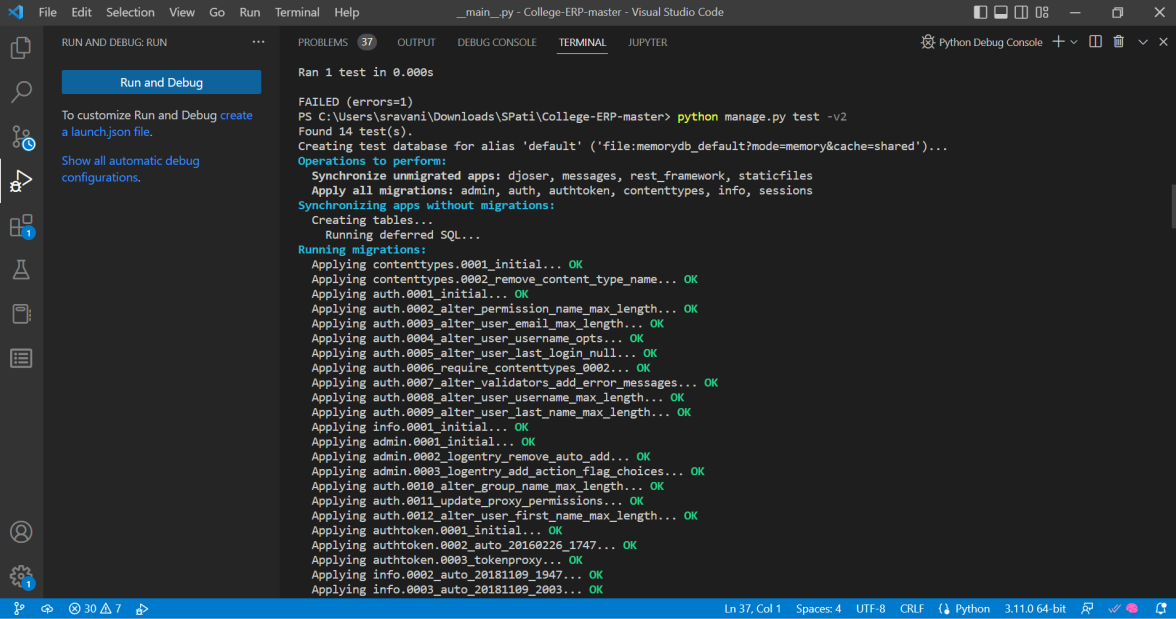 File Edit Selection View Go Run Terminal Help __main__.py - College-ERP-master - Visual Studio Code
RUN AND DEBUG: RUN ...
Run and Debug
To customize Run and Debug create
a launch.json file.
Show all automatic debug
configurations.
1
1
PROBLEMS 37 OUTPUT DEBUG CONSOLE TERMINAL JUPYTER Python Debug Console
Ran 1 test in 0.000s
FAILED (errors=1)
PS C:\Users\sravani\Downloads\SPati\College-ERP-master> python manage.py test -v2
Found 14 test(s).
Creating test database for alias 'default' ('file:memorydb_default?mode=memory&cache=shared')...
Operations to perform:
Synchronize unmigrated apps: djoser, messages, rest_framework, staticfiles
Apply all migrations: admin, auth, authtoken, contenttypes, info, sessions
Synchronizing apps without migrations:
Creating tables...
Running deferred SQL...
Running migrations:
Applying contenttypes.0001_initial... OK
Applying contenttypes.0002_remove_content_type_name... OK
Applying auth.0001_initial... OK
Applying auth.0002_alter_permission_name_max_length... OK
Applying auth.0003_alter_user_email_max_length... OK
Applying auth.0004_alter_user_username_opts... OK
Applying auth.0005_alter_user_last_login_null... OK
Applying auth.0006_require_contenttypes_0002... OK
Applying auth.0007_alter_validators_add_error_messages... OK
Applying auth.0008_alter_user_username_max_length... OK
Applying auth.0009_alter_user_last_name_max_length... OK
Applying info.0001_initial... OK
Applying admin.0001_initial... OK
Applying admin.0002_logentry_remove_auto_add... OK
Applying admin.0003_logentry_add_action_flag_choices... OK
Applying auth.0010_alter_group_name_max_length... OK
Applying auth.0011_update_proxy_permissions... OK
Applying auth.0012_alter_user_first_name_max_length... OK
Applying authtoken.0001_initial... OK
Applying authtoken.0002_auto_20160226_1747... OK
Applying authtoken.0003_tokenproxy... OK
Applying info.0002_auto_20181109_1947... OK
Applying info.0003_auto_20181109_2003... OK
30 7 Ln 37, Col 1 Spaces: 4 UTF-8 CRLF Python 3.11.0 64-bit